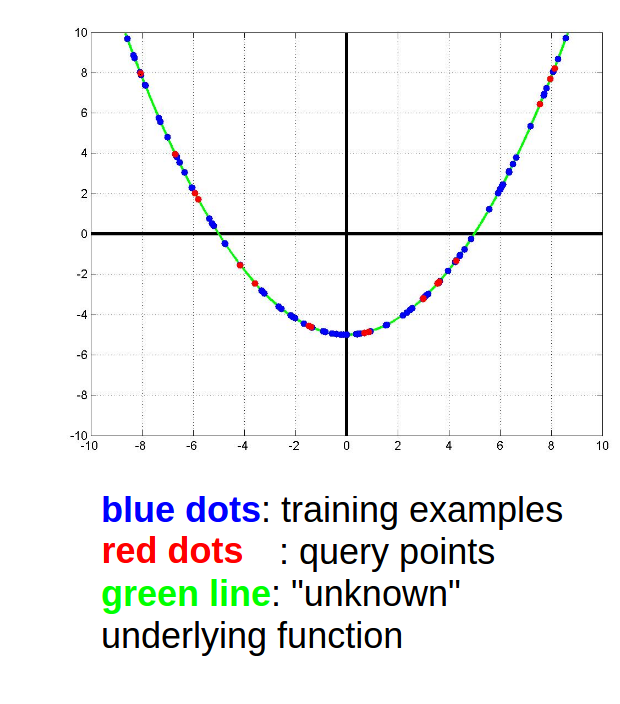 10
8
6
4
2
0
-2
-4
-6
-8
-10
-10 -8 -6 -4 -2 0 2 4 6 8 10
blue dots: training examples
red dots : query points
green line: "unknown"
underlying function